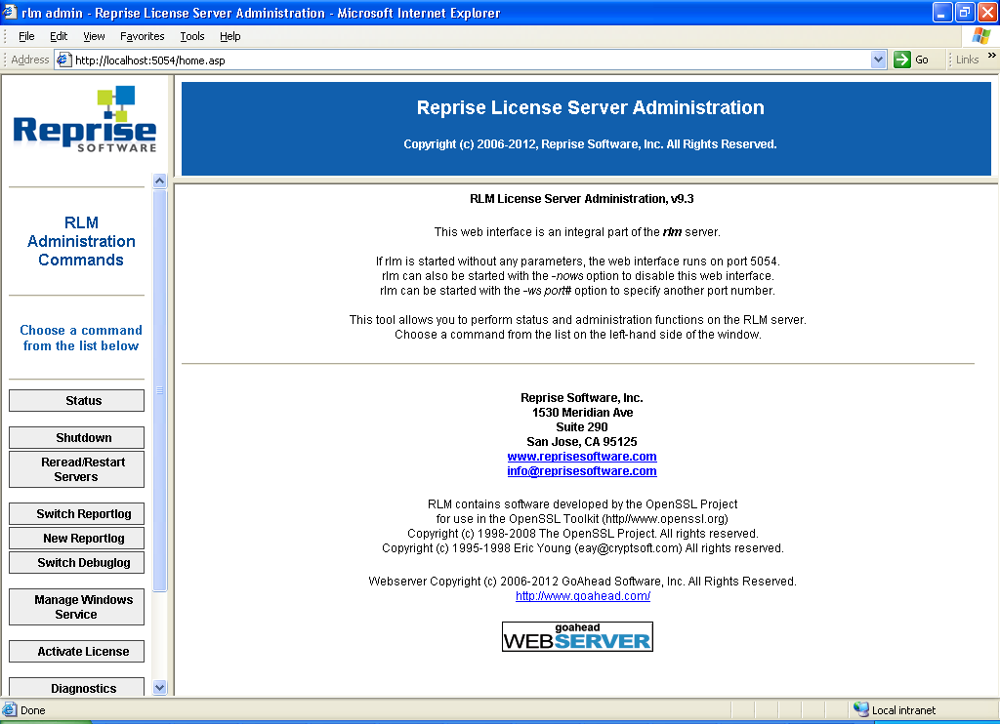 rlm admin - Reprise License Server Administration - Microsoft Internet Explorer
File Edit View Favorites Tools Help
Address http://localhost:5054/home.asp Go Links »
Reprise
SOFTWARE
RLM
Administration
Commands
Choose a command
from the list below
Status
Shutdown
Reread/Restart
Servers
Switch Reportlog
New Reportlog
Switch Debuglog
Manage Windows
Service
Activate License
Diagnostics
Reprise License Server Administration
Copyright (c) 2006-2012, Reprise Software, Inc. All Rights Reserved.
RLM License Server Administration, v9.3
This web interface is an integral part of the rlm server.
If rlm is started without any parameters, the web interface runs on port 5054.
rlm can also be started with the -nows option to disable this web interface.
rlm can be started with the -ws port# option to specify another port number.
This tool allows you to perform status and administration functions on the RLM server.
Choose a command from the list on the left-hand side of the window.
Reprise Software, Inc.
1530 Meridian Ave
Suite 290
San Jose, CA 95125
www.reprisesoftware.com
info@reprisesoftware.com
RLM contains software developed by the OpenSSL Project
for use in the OpenSSL Toolkit (http//www.openssl.org)
Copyright (c) 1998-2008 The OpenSSL Project. All rights reserved.
Copyright (c) 1995-1998 Eric Young (eay@cryptsoft.com) All rights reserved.
Webserver Copyright (c) 2006-2012 GoAhead Software, Inc. All Rights Reserved.
http://www.goahead.com/
goahead
WEBSERVER
Done Local intranet